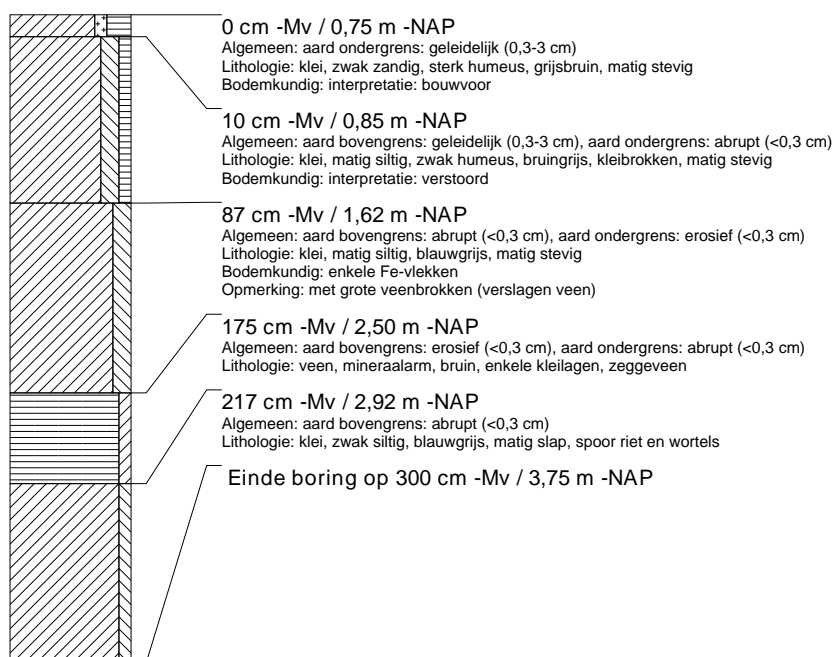 0 cm -Mv / 0,75 m -NAP
Algemeen: aard ondergrens: geleidelijk (0,3-3 cm)
Lithologie: klei, zwak zandig, sterk humeus, grijsbruin, matig stevig
Bodemkundig: interpretatie: bouwvoor
10 cm -Mv / 0,85 m -NAP
Algemeen: aard bovengrens: geleidelijk (0,3-3 cm), aard ondergrens: abrupt (<0,3 cm)
Lithologie: klei, matig siltig, zwak humeus, bruingrijs, kleibrokken, matig stevig
Bodemkundig: interpretatie: verstoord
87 cm -Mv / 1,62 m -NAP
Algemeen: aard bovengrens: abrupt (<0,3 cm), aard ondergrens: erosief (<0,3 cm)
Lithologie: klei, matig siltig, blauwgrijs, matig stevig
Bodemkundig: enkele Fe-vlekken
Opmerking: met grote veenbrokken (verslagen veen)
175 cm -Mv / 2,50 m -NAP
Algemeen: aard bovengrens: erosief (<0,3 cm), aard ondergrens: abrupt (<0,3 cm)
Lithologie: veen, mineraalarm, bruin, enkele kleilagen, zeggeveen
217 cm -Mv / 2,92 m -NAP
Algemeen: aard bovengrens: abrupt (<0,3 cm)
Lithologie: klei, zwak siltig, blauwgrijs, matig slap, spoor riet en wortels
Einde boring op 300 cm -Mv / 3,75 m -NAP